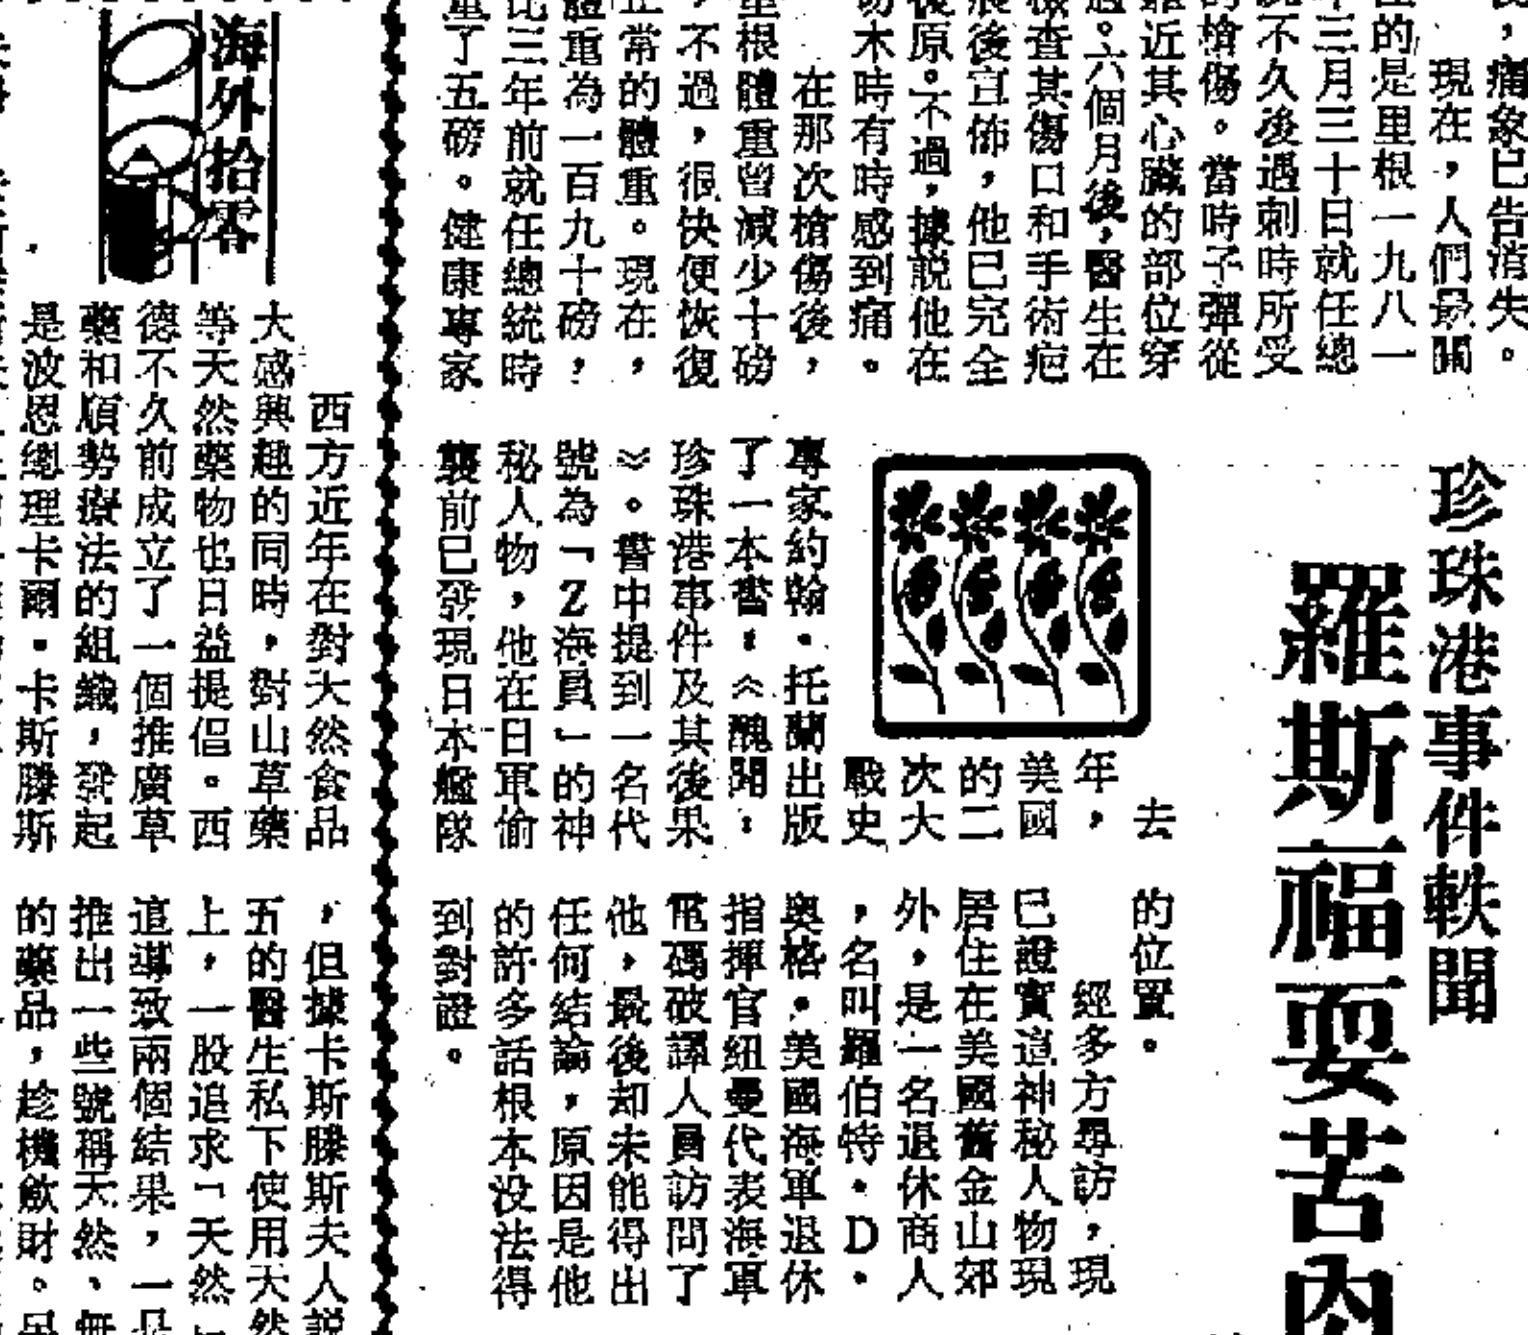 ，痛象已告消失。
現在，人們最關
的是里根一九八一
三月三十日就任總
不久後遇刺時所受
槍傷。當時子彈從
近其心臟的部位穿
。六個月後，醫生在
檢查其傷口和手術疤
後宣佈，他已完全
復原。不過，據説他在
切木時有時感到痛。
在那次槍傷後，
里根體重曾減少十磅
，不過，很快便恢復
正常的體重。現在，
體重為一百九十磅，
比三年前就任總統時
重了五磅。健康專家
珍珠港事件軼聞
羅斯福耍苦肉
去
年，
美國
的二
次大
戰史
專家約翰·托蘭出版
了一本書：《醜聞：
珍珠港事件及其後果
》。書中提到一名代
號為「Z海員」的神
秘人物，他在日軍偷
襲前已發現日本艦隊
的位置。
經多方尋訪，現
已證實這神秘人物現
居住在美國舊金山郊
外，是一名退休商人
，名叫羅伯特·D·
奧格。美國海軍退休
指揮官紐曼代表海軍
電碼破譯人員訪問了
他，最後却未能得出
任何結論，原因是他
的許多話根本没法得
到對證。
海外拾零
西方近年在對天然食品
大感興趣的同時，對山草藥
等天然藥物也日益提倡。西
德不久前成立了一個推廣草
藥和順勢療法的組織，發起
是波恩總理卡爾·卡斯滕斯
，但據卡斯滕斯夫人説
五的醫生私下使用天然
上，一股追求「天然」
這導致兩個結果，一是
推出一些號稱天然、無
的藥品，趁機斂財。另